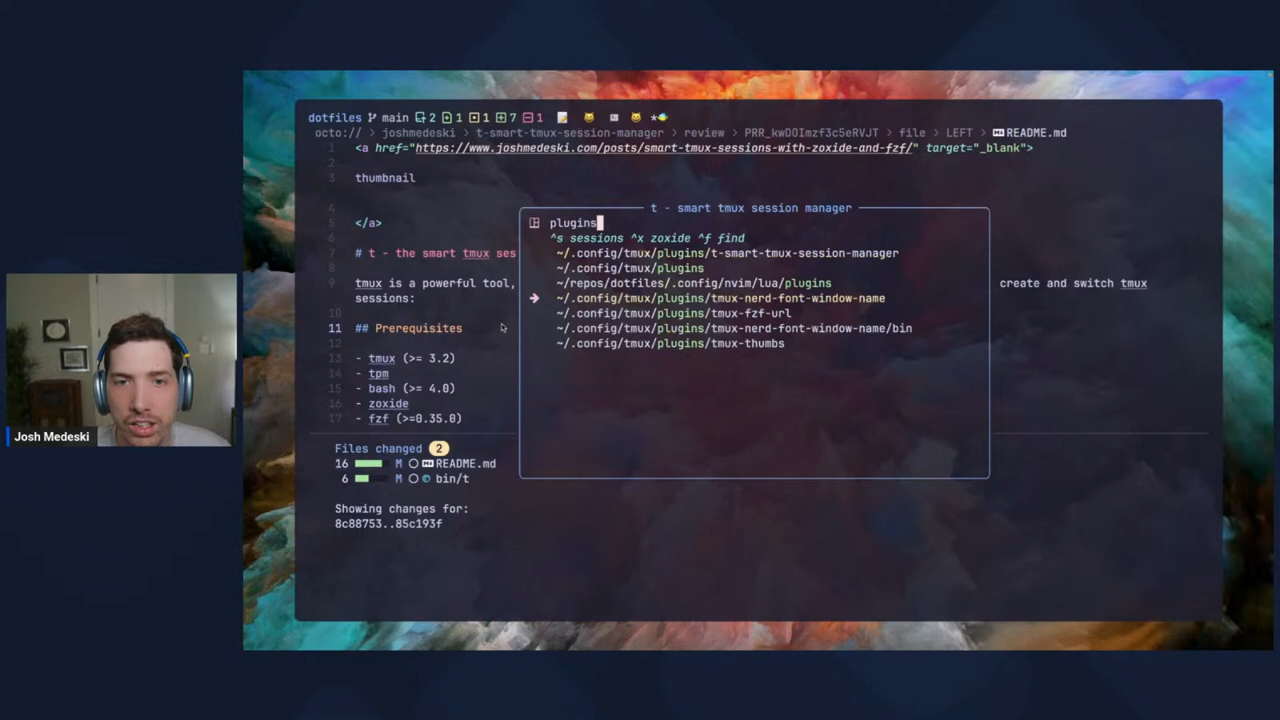 dotfiles main 2 1 1 7 1 *
octo:// > joshmedeski > t-smart-tmux-session-manager > review > PRR_kwDOImzf3c5eRVJT > file > LEFT > README.md
1 <a href="https://www.joshmedeski.com/posts/smart-tmux-sessions-with-zoxide-and-fzf/" target="_blank">
2
3 thumbnail
4
5 </a>
6
7 # t - the smart tmux ses
8
9 tmux is a powerful tool, create and switch tmux
sessions:
10
11 ## Prerequisites
12
13 - tmux (>= 3.2)
14 - tpm
15 - bash (>= 4.0)
16 - zoxide
17 - fzf (>=0.35.0)
t - smart tmux session manager
plugins
^s sessions ^x zoxide ^f find
~/.config/tmux/plugins/t-smart-tmux-session-manager
~/.config/tmux/plugins
~/repos/dotfiles/.config/nvim/lua/plugins
~/.config/tmux/plugins/tmux-nerd-font-window-name
~/.config/tmux/plugins/tmux-fzf-url
~/.config/tmux/plugins/tmux-nerd-font-window-name/bin
~/.config/tmux/plugins/tmux-thumbs
Files changed 2
16 M README.md
6 M bin/t
Showing changes for:
8c88753..85c193f
Josh Medeski